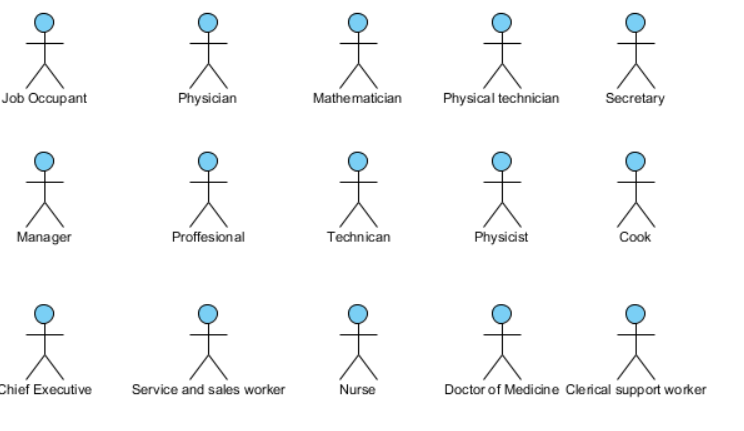 Job Occupant Physician Mathematician Physical technician Secretary
Manager Proffesional Technican Physicist Cook
Chief Executive Service and sales worker Nurse Doctor of Medicine Clerical support worker